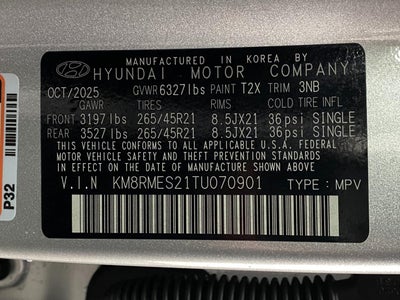 MANUFACTURED IN KOREA BY
HYUNDAI MOTOR COMPANY
OCT/2025 GVWR 6327lbs PAINT T2X TRIM 3NB
GAWR TIRES RIMS COLD TIRE INFL
FRONT 3197lbs 265/45R21 8.5JX21 36psi SINGLE
REAR 3527lbs 265/45R21 8.5JX21 36psi SINGLE
THIS VEHICLE CONFORMS TO ALL APPLICABLE U.S.A. FEDERAL
MOTOR VEHICLE SAFETY AND THEFT PREVENTION STANDARDS
IN EFFECT ON THE DATE OF MANUFACTURE SHOWN ABOVE.
V.I.N KM8RMES21TU070901 TYPE : MPV
P32